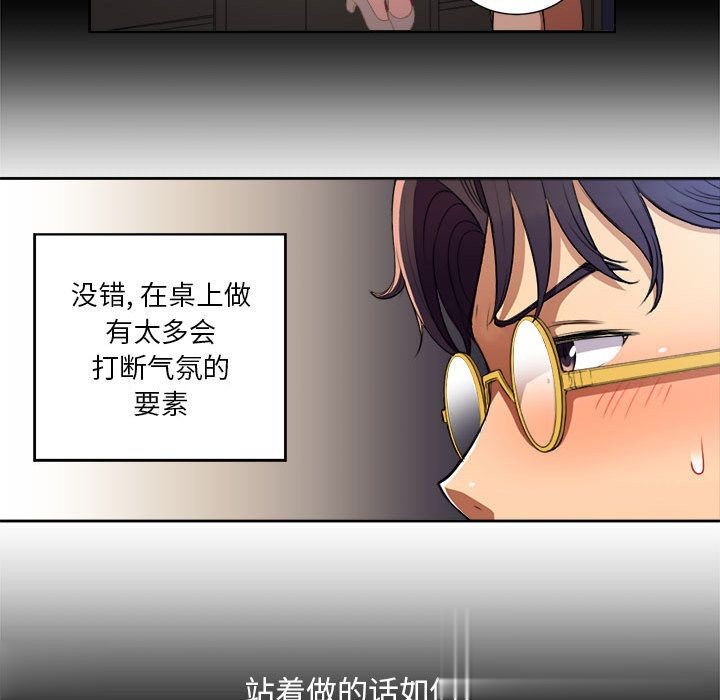 没错, 在桌上做
有太多会
打断气氛的
要素
站着做的话如